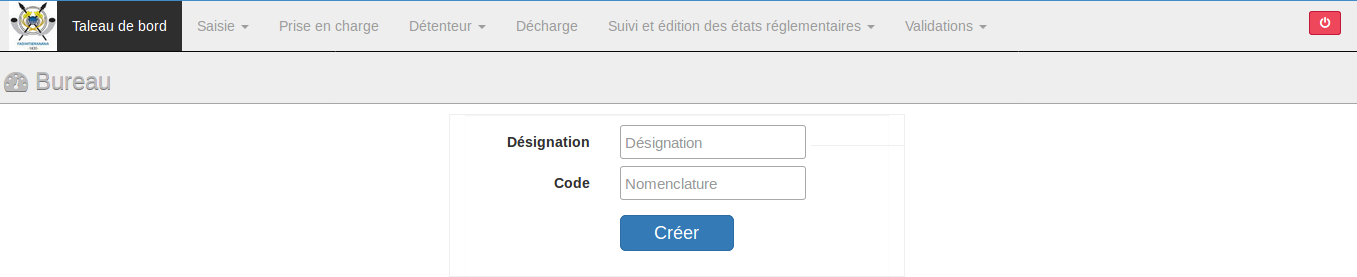 Taleau de bord Saisie Prise en charge Détenteur Décharge Suivi et édition des états réglementaires Validations
Bureau
Désignation Désignation
Code Nomenclature
Créer